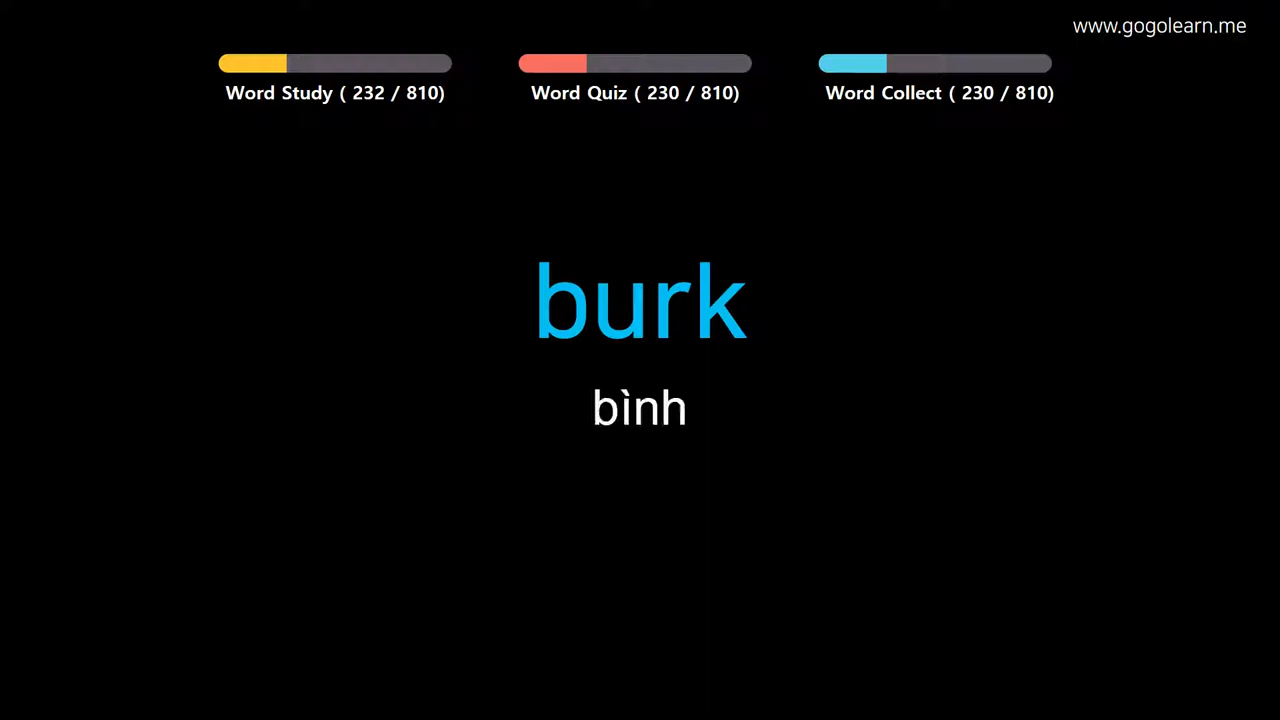 www.gogolearn.me
Word Study ( 232 / 810)
Word Quiz ( 230 / 810)
Word Collect ( 230 / 810)
burk
bình